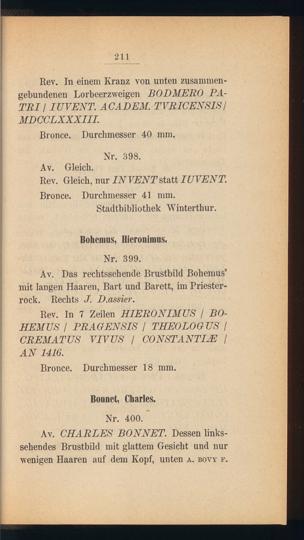 211
Rev. In einem Kranz von unten zusammen-
gebundenen Lorbeerzweigen BODMERO PA-
TRI / IUVENT. ACADEM. TVRICENSIS /
MDCCLXXXIII.
Bronce. Durchmesser 40 mm.
Nr. 398.
Av. Gleich.
Rev. Gleich, nur INVENT statt IUVENT.
Bronce. Durchmesser 41 mm.
Stadtbibliothek Winterthur.
Bohemus, Hieronimus.
Nr. 399.
Av. Das rechtssehende Brustbild Bohemus'
mit langen Haaren, Bart und Barett, im Priester-
rock. Rechts J. Dassier.
Rev. In 7 Zeilen HIERONIMUS / BO-
HEMUS / PRAGENSIS / THEOLOGUS /
CREMATUS VIVUS / CONSTANTIÆ /
AN 1416.
Bronce. Durchmesser 18 mm.
Bonnet, Charles.
Nr. 400.
Av. CHARLES BONNET. Dessen links-
sehendes Brustbild mit glattem Gesicht und nur
wenigen Haaren auf dem Kopf, unten A. BOVY F.